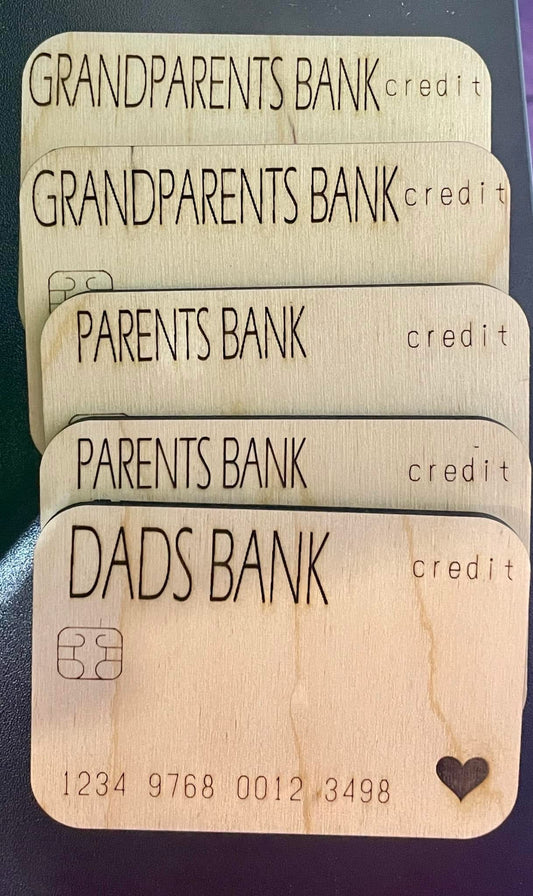 GRANDPARENTS BANK credit
GRANDPARENTS BANK credit
PARENTS BANK credit
PARENTS BANK credit
DADS BANK credit
1234 9768 0012 3498